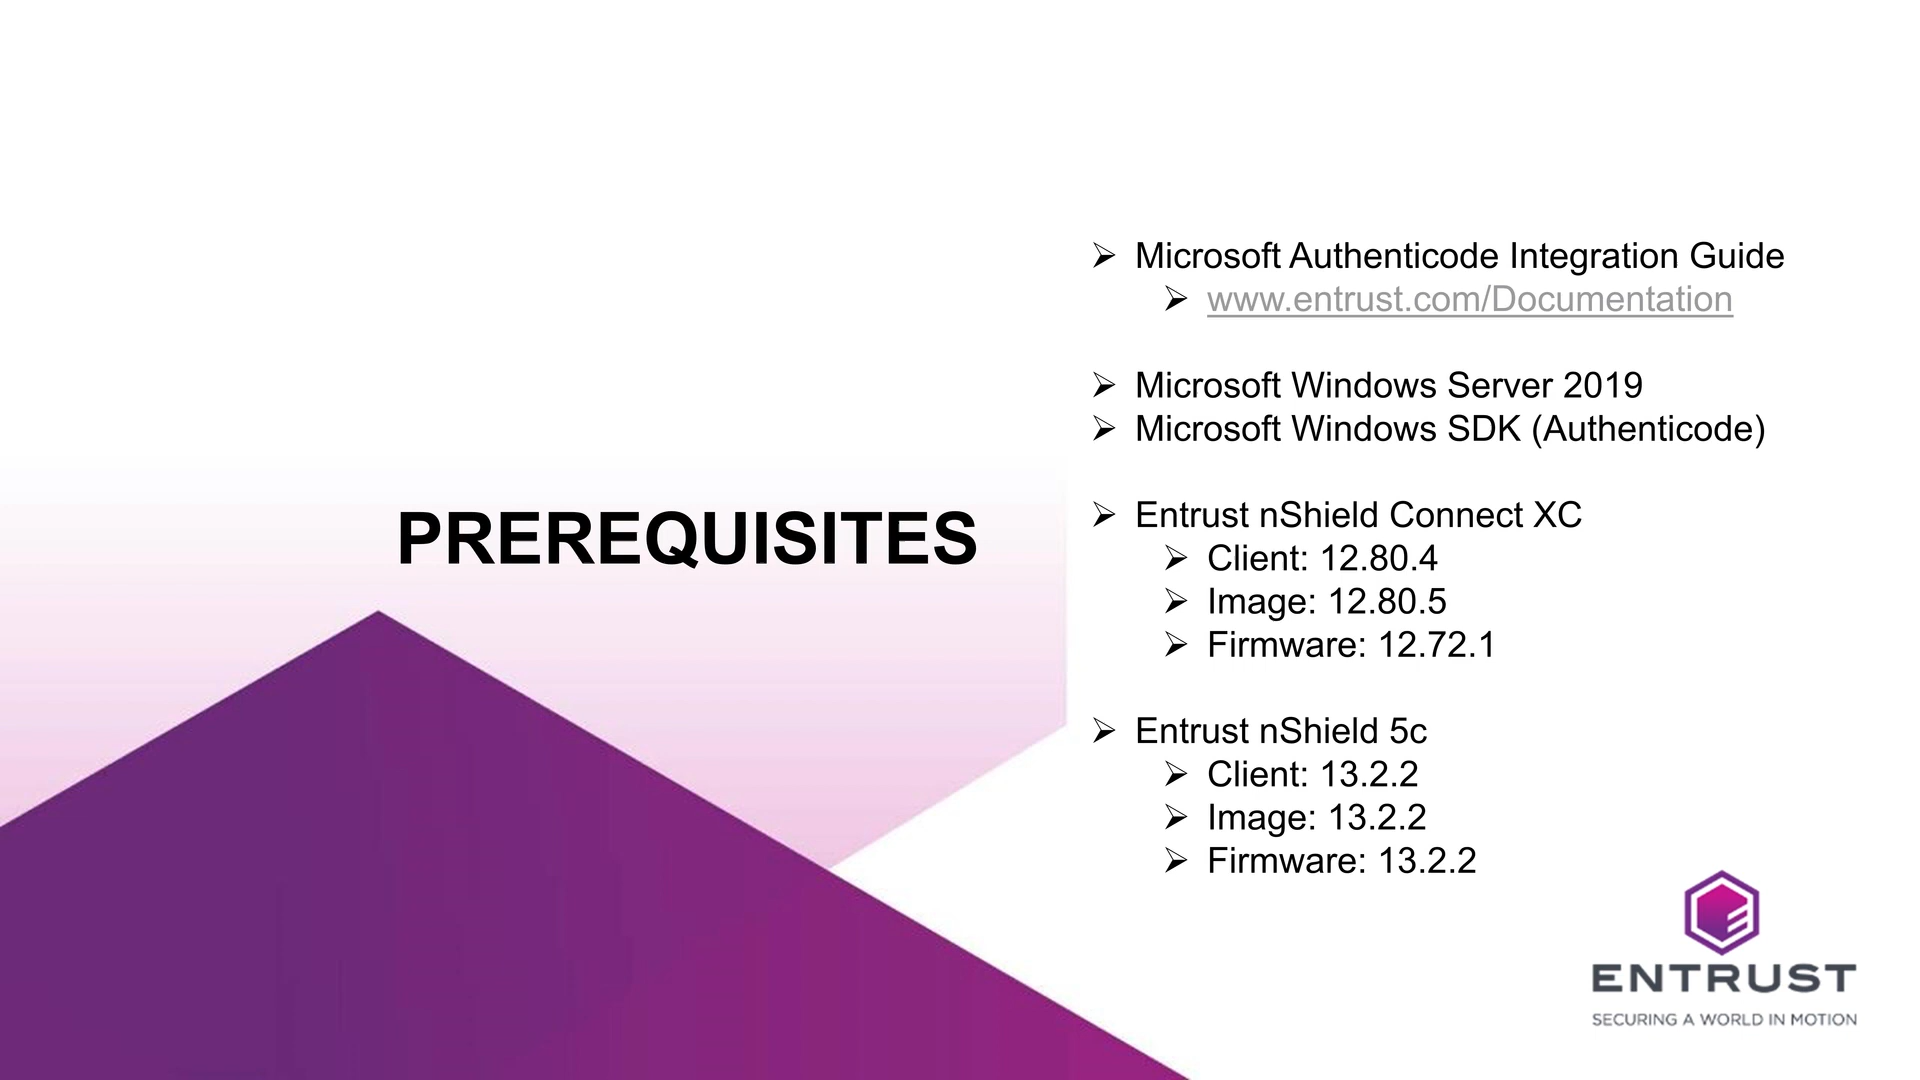 PREREQUISITES
➢ Microsoft Authenticode Integration Guide
➢ www.entrust.com/Documentation
➢ Microsoft Windows Server 2019
➢ Microsoft Windows SDK (Authenticode)
➢ Entrust nShield Connect XC
➢ Client: 12.80.4
➢ Image: 12.80.5
➢ Firmware: 12.72.1
➢ Entrust nShield 5c
➢ Client: 13.2.2
➢ Image: 13.2.2
➢ Firmware: 13.2.2
ENTRUST
SECURING A WORLD IN MOTION